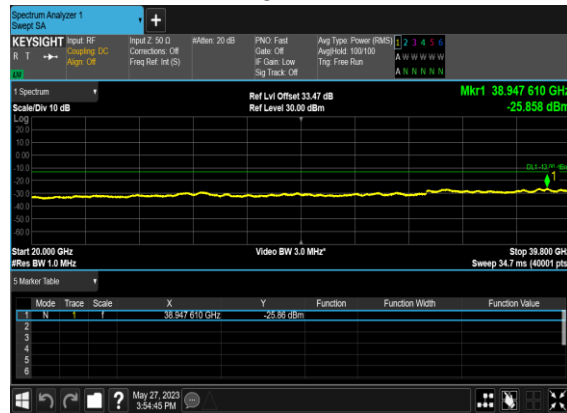 Spectrum Analyzer 1
Swept SA
+
KEYSIGHT Input: RF Input Z: 50 Ω #Atten: 20 dB PNO: Fast Avg Type: Power (RMS) 1 2 3 4 5 6
R T Coupling: DC Corrections: Off Gate: Off Avg|Hold: 100/100 A W W W W W
Align: Off Freq Ref: Int (S) IF Gain: Low Trig: Free Run
Sig Track: Off A N N N N N
1 Spectrum
Ref Lvl Offset 33.47 dB Mkr1 38.947 610 GHz
Scale/Div 10 dB Ref Level 30.00 dBm -25.858 dBm
Log
20.0
10.0
0.00
-10.0
DL1 -13.00 dBm
1
-20.0
-30.0
-40.0
-50.0
-60.0
Start 20.000 GHz Video BW 3.0 MHz* Stop 39.800 GHz
#Res BW 1.0 MHz Sweep 34.7 ms (40001 pts)
5 Marker Table
Mode Trace Scale X Y Function Function Width Function Value
1 N 1 f 38.947 610 GHz -25.86 dBm
2
3
4
5
6
? May 27, 2023
3:54:45 PM